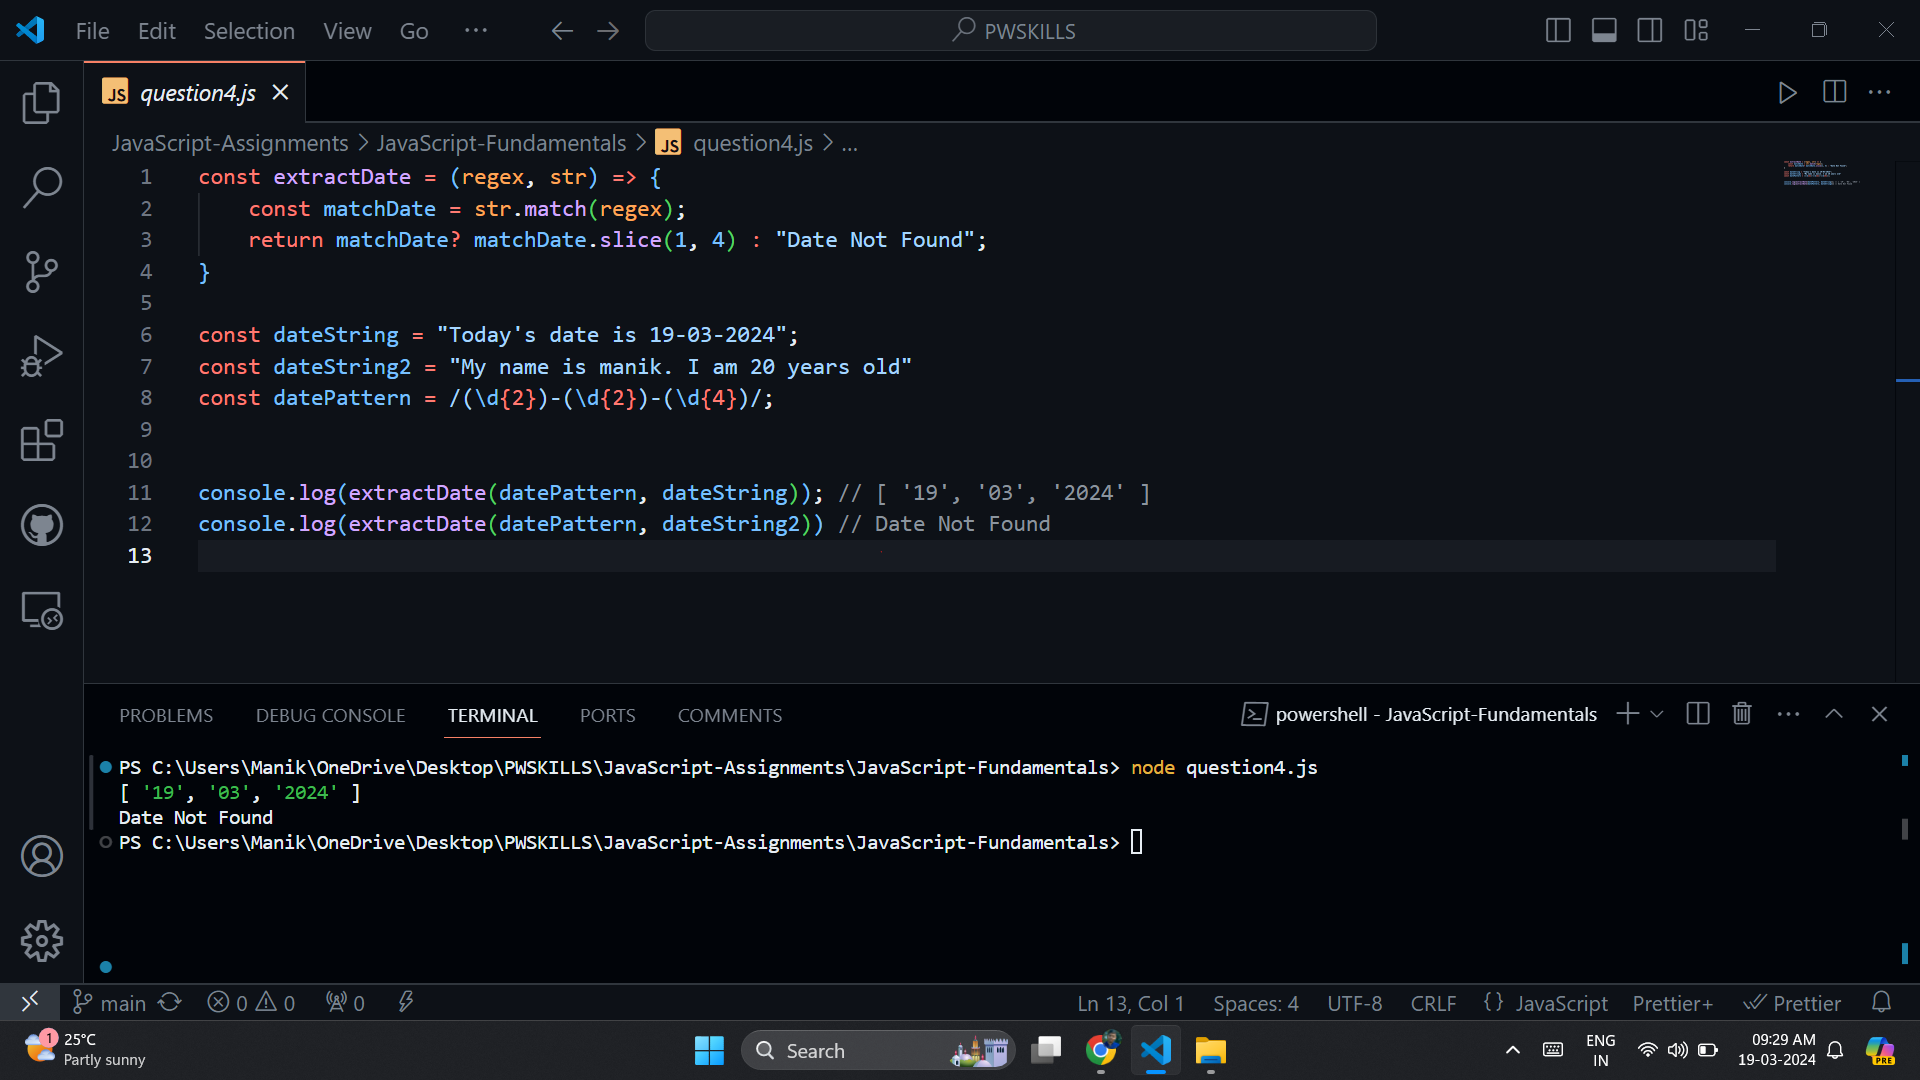 File Edit Selection View Go ··· PWSKILLS
JS question4.js
JavaScript-Assignments > JavaScript-Fundamentals > JS question4.js > ...
1 const extractDate = (regex, str) => {
2     const matchDate = str.match(regex);
3     return matchDate? matchDate.slice(1, 4) : "Date Not Found";
4 }
5
6 const dateString = "Today's date is 19-03-2024";
7 const dateString2 = "My name is manik. I am 20 years old"
8 const datePattern = /(\d{2})-(\d{2})-(\d{4})/;
9
10
11 console.log(extractDate(datePattern, dateString)); // [ '19', '03', '2024' ]
12 console.log(extractDate(datePattern, dateString2)) // Date Not Found
13
PROBLEMS DEBUG CONSOLE TERMINAL PORTS COMMENTS powershell - JavaScript-Fundamentals
PS C:\Users\Manik\OneDrive\Desktop\PWSKILLS\JavaScript-Assignments\JavaScript-Fundamentals> node question4.js
[ '19', '03', '2024' ]
Date Not Found
PS C:\Users\Manik\OneDrive\Desktop\PWSKILLS\JavaScript-Assignments\JavaScript-Fundamentals>
main 0 0 0 Ln 13, Col 1 Spaces: 4 UTF-8 CRLF {} JavaScript Prettier+ Prettier
1 25°C
Partly sunny
Search
ENG
IN
09:29 AM
19-03-2024
PRE